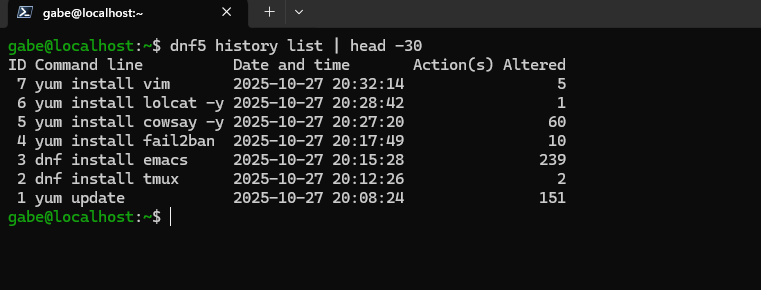 gabe@localhost:~
gabe@localhost:~$ dnf5 history list | head -30
ID Command line          Date and time       Action(s) Altered
 7 yum install vim       2025-10-27 20:32:14                 5
 6 yum install lolcat -y 2025-10-27 20:28:42                 1
 5 yum install cowsay -y 2025-10-27 20:27:20                60
 4 yum install fail2ban  2025-10-27 20:17:49                10
 3 dnf install emacs     2025-10-27 20:15:28               239
 2 dnf install tmux      2025-10-27 20:12:26                 2
 1 yum update            2025-10-27 20:08:24               151
gabe@localhost:~$